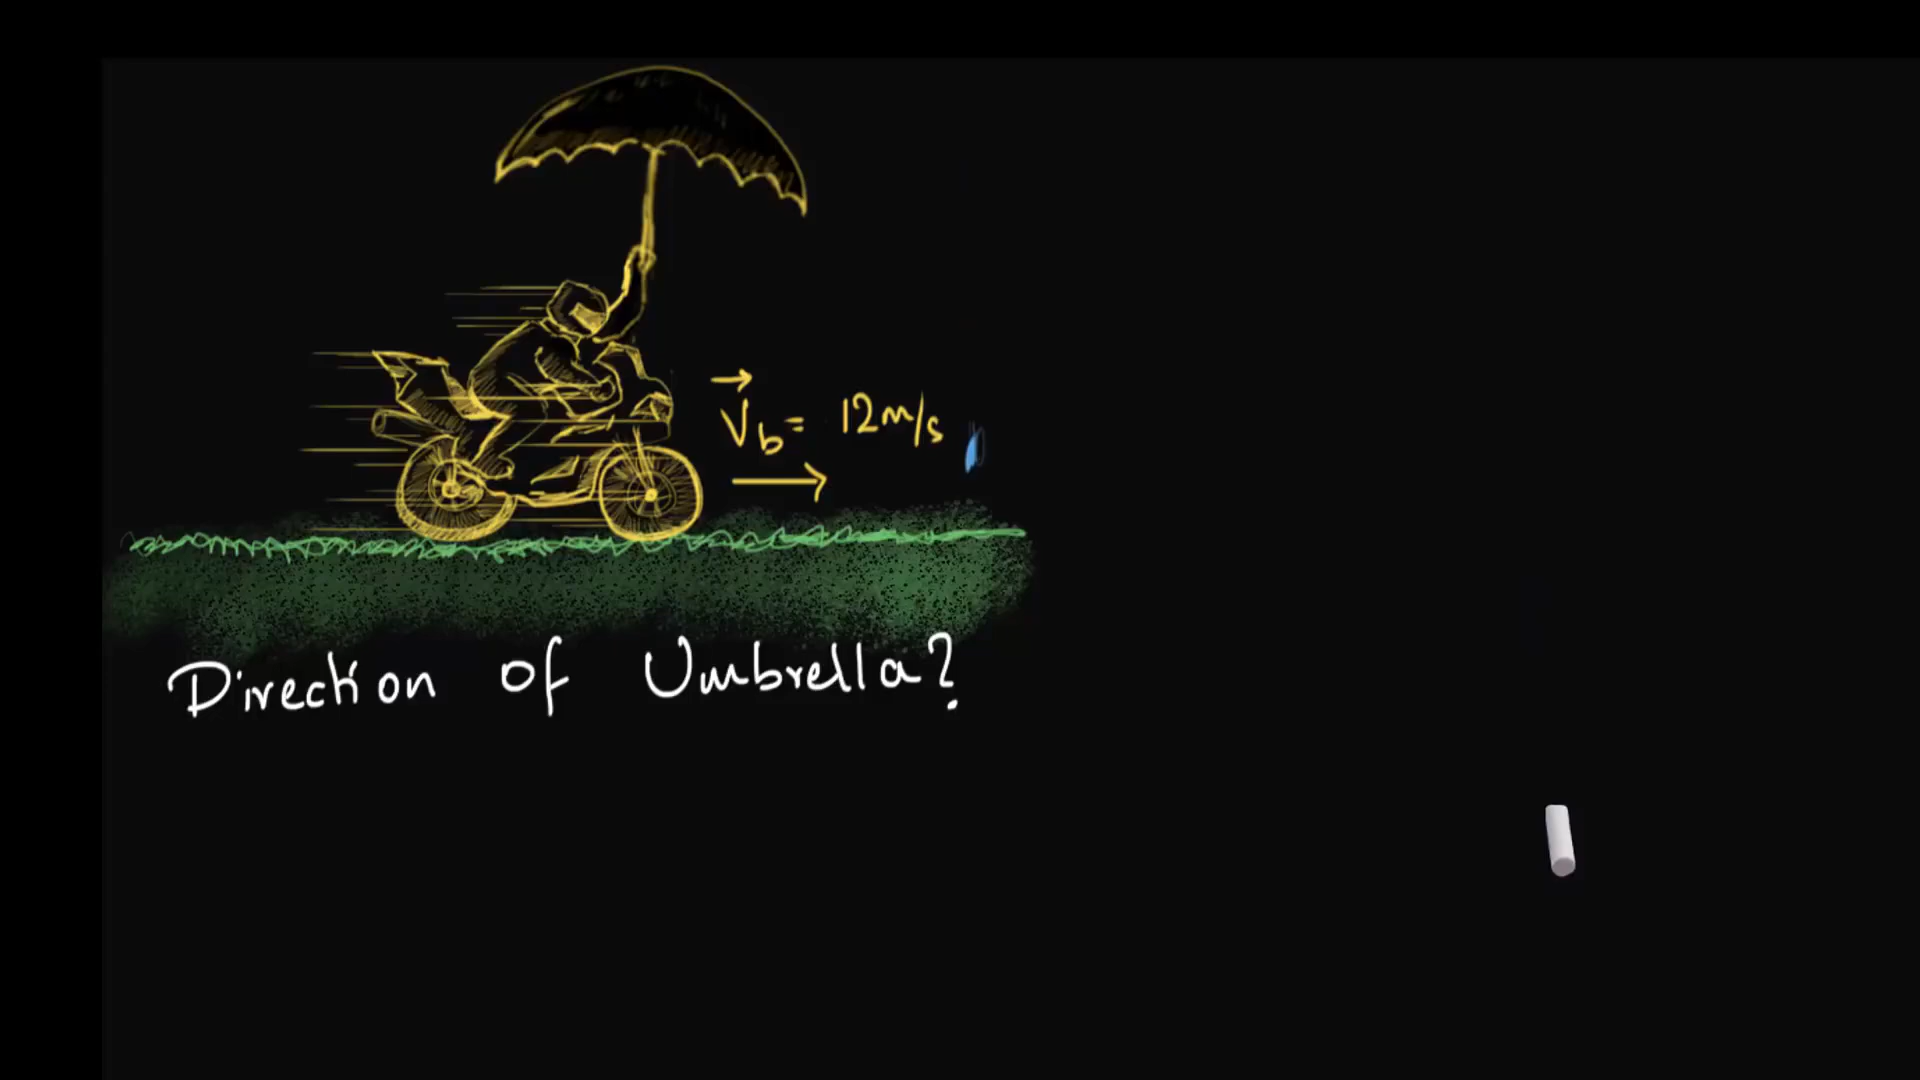 V⃗b = 12m/s
Direction of Umbrella?